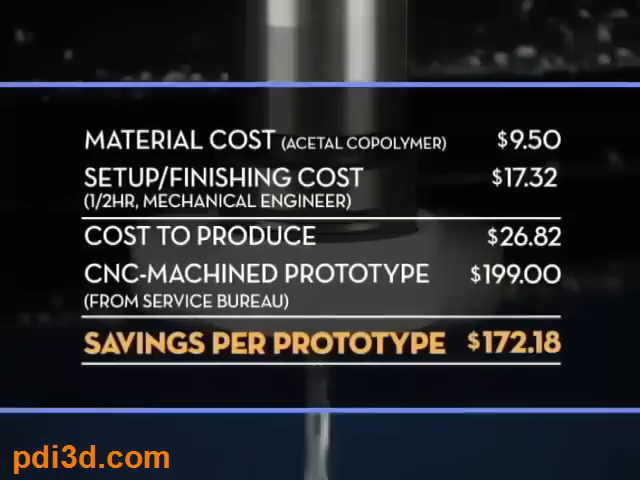 MATERIAL COST (ACETAL COPOLYMER) $9.50
SETUP/FINISHING COST $17.32
(1/2HR, MECHANICAL ENGINEER)
COST TO PRODUCE $26.82
CNC-MACHINED PROTOTYPE $199.00
(FROM SERVICE BUREAU)
SAVINGS PER PROTOTYPE $172.18
pdi3d.com